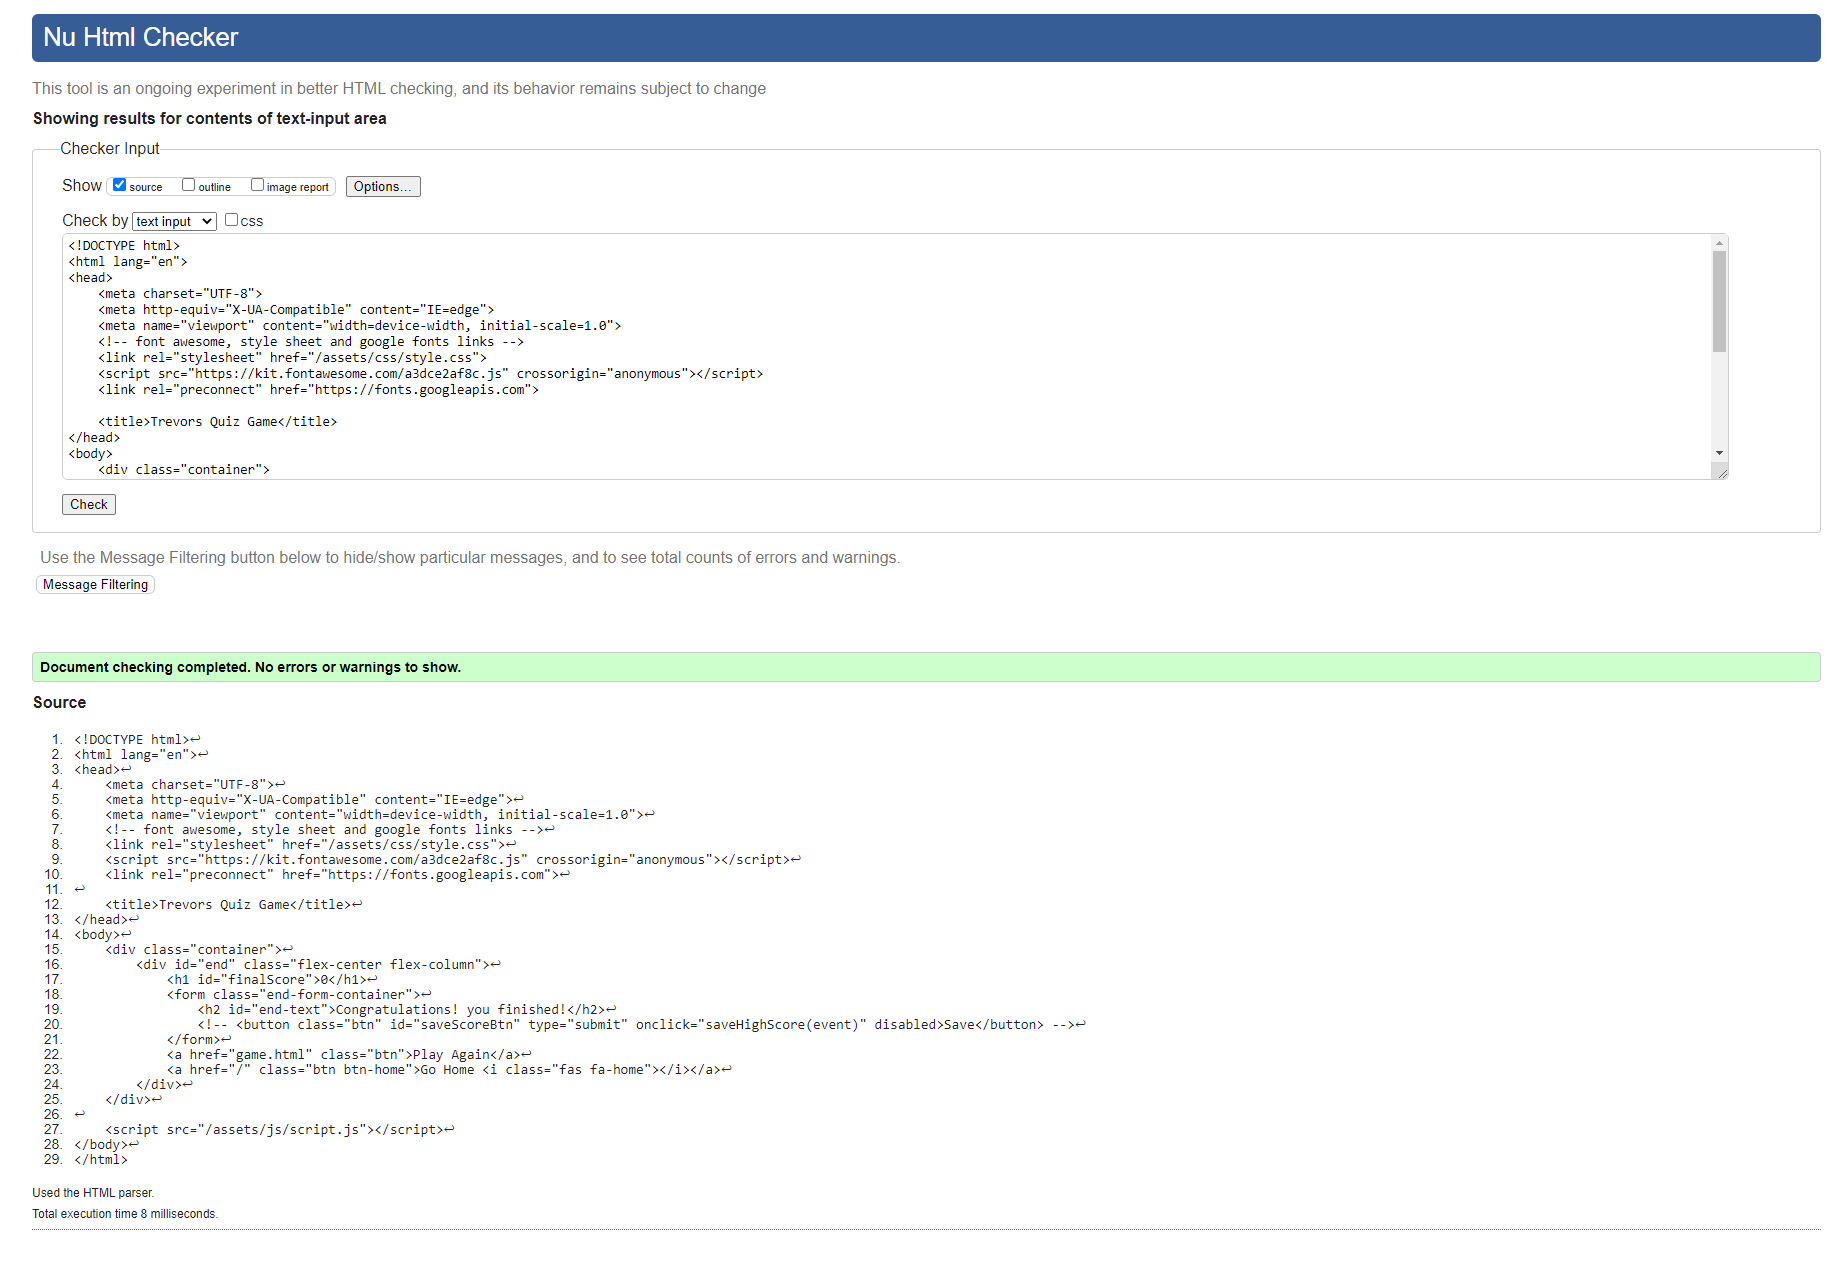 Nu Html Checker
This tool is an ongoing experiment in better HTML checking, and its behavior remains subject to change
Showing results for contents of text-input area
Checker Input
Show source outline image report Options...
Check by text input css
<!DOCTYPE html>
<html lang="en">
<head>
    <meta charset="UTF-8">
    <meta http-equiv="X-UA-Compatible" content="IE=edge">
    <meta name="viewport" content="width=device-width, initial-scale=1.0">
    <!-- font awesome, style sheet and google fonts links -->
    <link rel="stylesheet" href="/assets/css/style.css">
    <script src="https://kit.fontawesome.com/a3dce2af8c.js" crossorigin="anonymous"></script>
    <link rel="preconnect" href="https://fonts.googleapis.com">
    <title>Trevors Quiz Game</title>
</head>
<body>
    <div class="container">
Check
Use the Message Filtering button below to hide/show particular messages, and to see total counts of errors and warnings.
Message Filtering
Document checking completed. No errors or warnings to show.
Source
1. <!DOCTYPE html>↩
2. <html lang="en">↩
3. <head>↩
4.     <meta charset="UTF-8">↩
5.     <meta http-equiv="X-UA-Compatible" content="IE=edge">↩
6.     <meta name="viewport" content="width=device-width, initial-scale=1.0">↩
7.     <!-- font awesome, style sheet and google fonts links -->↩
8.     <link rel="stylesheet" href="/assets/css/style.css">↩
9.     <script src="https://kit.fontawesome.com/a3dce2af8c.js" crossorigin="anonymous"></script>↩
10.     <link rel="preconnect" href="https://fonts.googleapis.com">↩
11. ↩
12.     <title>Trevors Quiz Game</title>↩
13. </head>↩
14. <body>↩
15.     <div class="container">↩
16.         <div id="end" class="flex-center flex-column">↩
17.             <h1 id="finalScore">0</h1>↩
18.             <form class="end-form-container">↩
19.                 <h2 id="end-text">Congratulations! you finished!</h2>↩
20.                 <!-- <button class="btn" id="saveScoreBtn" type="submit" onclick="saveHighScore(event)" disabled>Save</button> -->↩
21.             </form>↩
22.             <a href="game.html" class="btn">Play Again</a>↩
23.             <a href="/" class="btn btn-home">Go Home <i class="fas fa-home"></i></a>↩
24.         </div>↩
25.     </div>↩
26. ↩
27.     <script src="/assets/js/script.js"></script>↩
28. </body>↩
29. </html>
Used the HTML parser.
Total execution time 8 milliseconds.